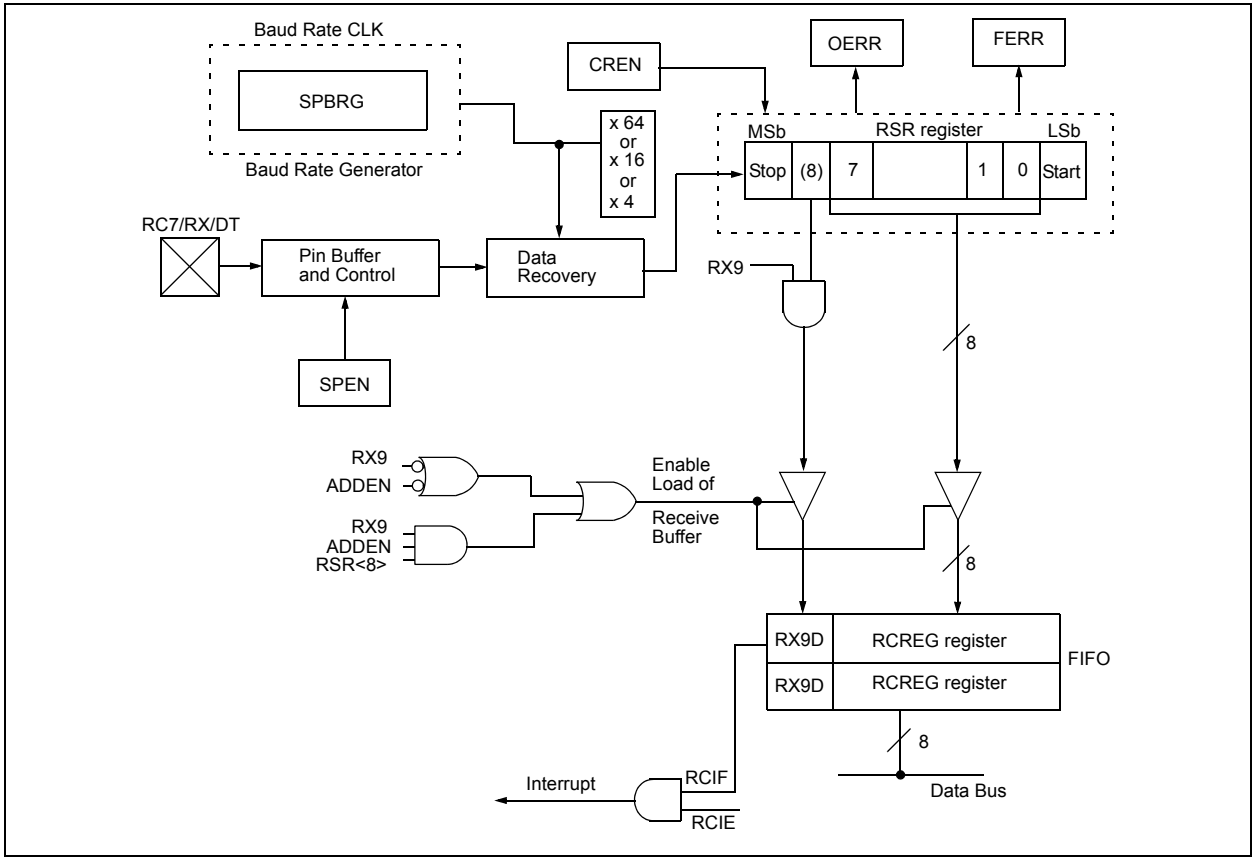 Baud Rate CLK
SPBRG
Baud Rate Generator
CREN
OERR
FERR
x 64
or
x 16
or
x 4
MSb
RSR register
LSb
Stop
(8)
7
1
0
Start
RC7/RX/DT
Pin Buffer
and Control
Data
Recovery
SPEN
RX9
8
RX9
ADDEN
RX9
ADDEN
RSR<8>
Enable
Load of
Receive
Buffer
8
RX9D
RCREG register
RX9D
RCREG register
FIFO
8
Data Bus
Interrupt
RCIF
RCIE